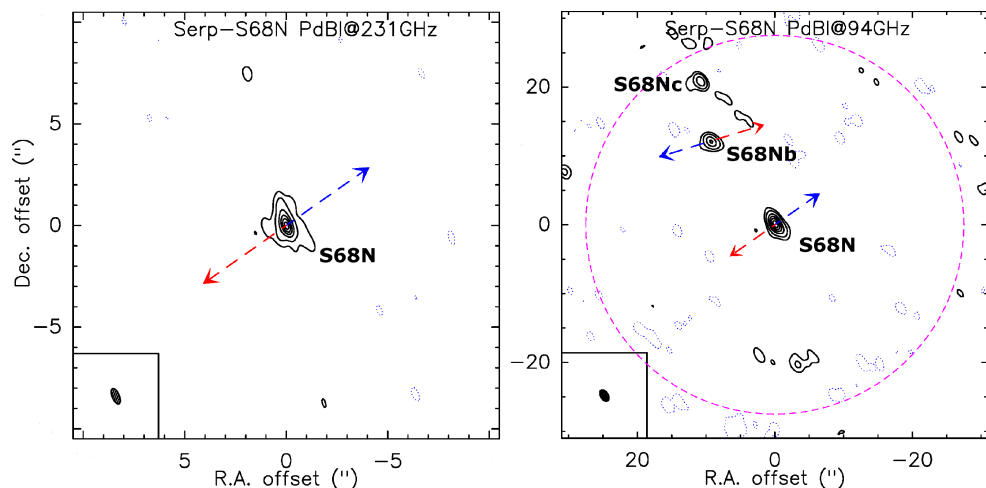 Serp-S68N PdBI@231GHz
5
0
−5
Dec. offset (")
S68N
5
0
−5
R.A. offset (")
Serp-S68N PdBI@94GHz
20
0
−20
S68Nc
S68Nb
S68N
20
0
−20
R.A. offset (")